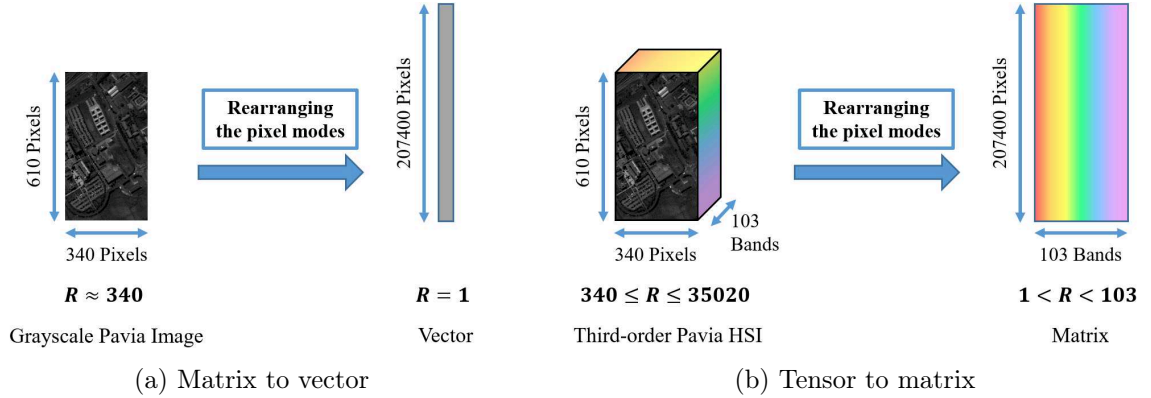 610 Pixels
340 Pixels
R ≈ 340
Grayscale Pavia Image
Rearranging
the pixel modes
207400 Pixels
R = 1
Vector
(a) Matrix to vector
610 Pixels
340 Pixels
103
Bands
340 ≤ R ≤ 35020
Third-order Pavia HSI
Rearranging
the pixel modes
207400 Pixels
103 Bands
1 < R < 103
Matrix
(b) Tensor to matrix